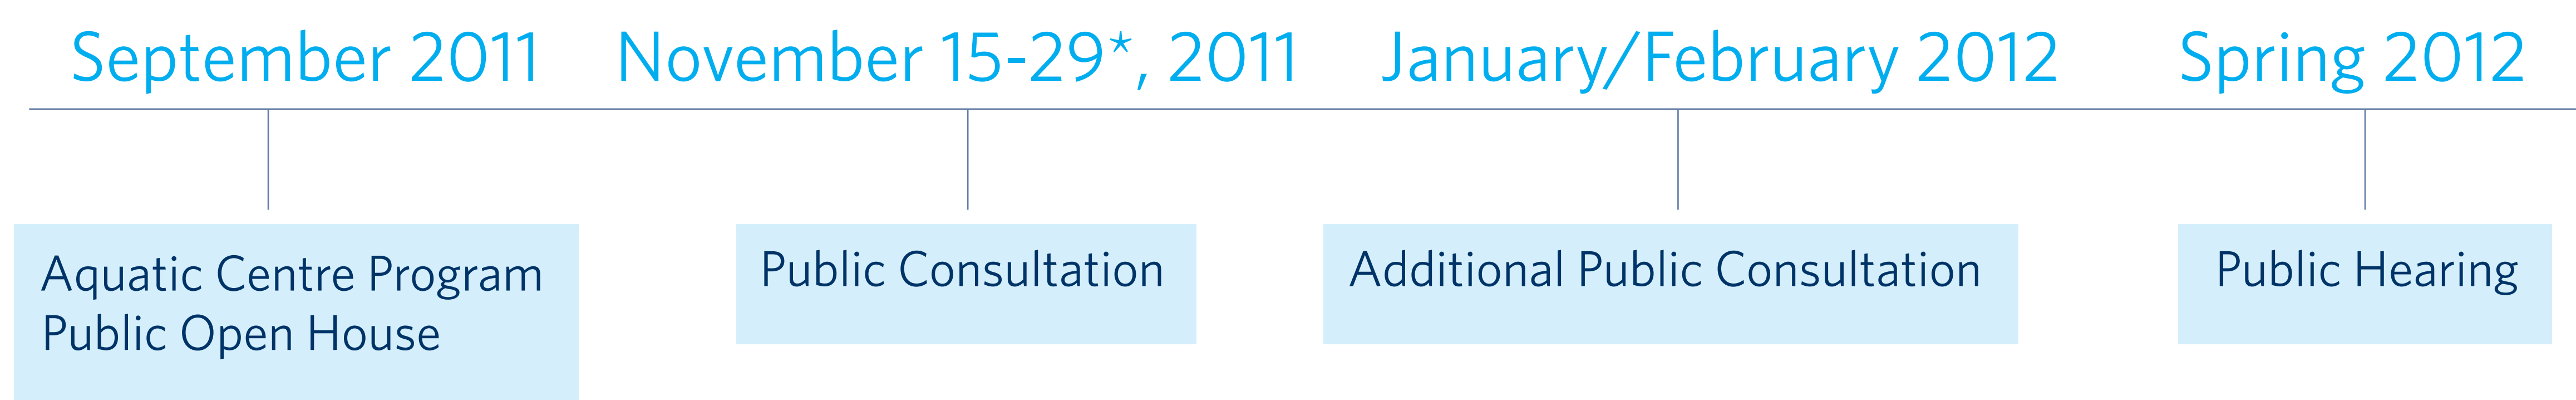 September 2011
November 15-29*, 2011
January/February 2012
Spring 2012
Aquatic Centre Program
Public Open House
Public Consultation
Additional Public Consultation
Public Hearing